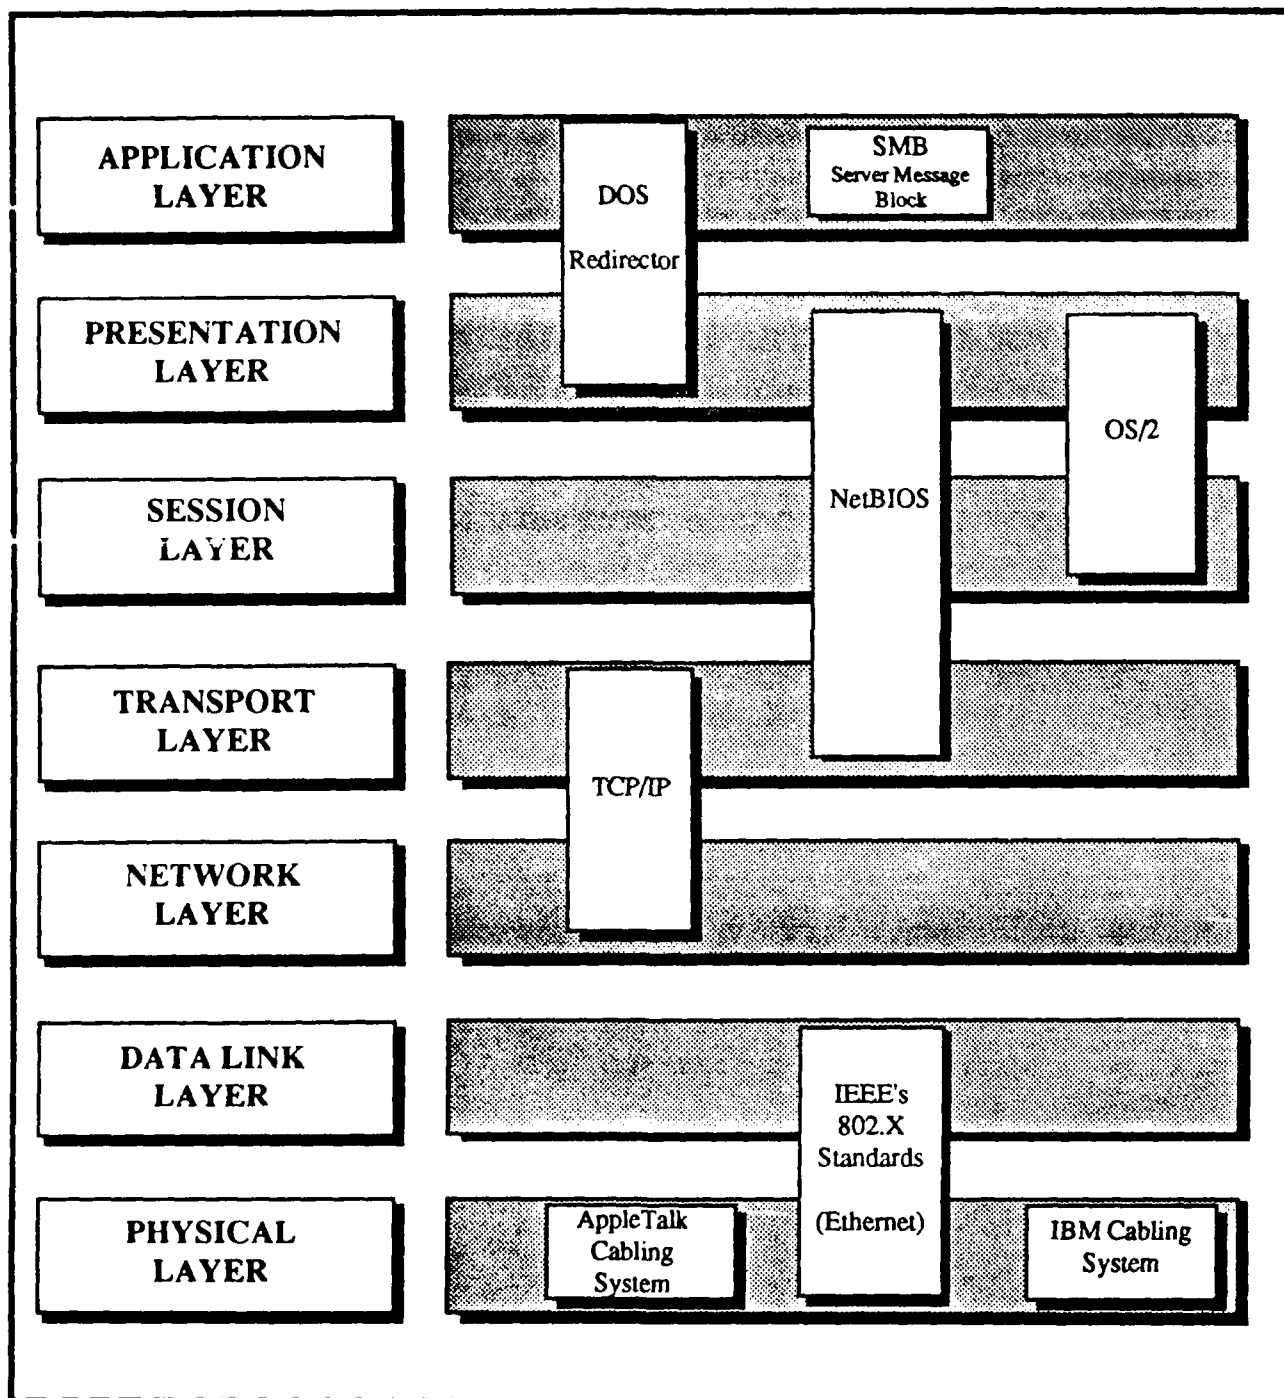 APPLICATION
LAYER
DOS
Redirector
SMB
Server Message
Block
PRESENTATION
LAYER
NetBIOS
OS/2
SESSION
LAYER
TRANSPORT
LAYER
TCP/IP
NETWORK
LAYER
DATA LINK
LAYER
IEEE's
802.X
Standards
(Ethernet)
PHYSICAL
LAYER
AppleTalk
Cabling
System
IBM Cabling
System